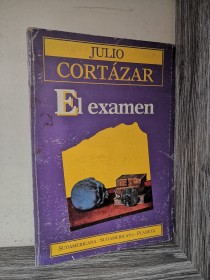 JULIO
CORTÁZAR
El examen
SUDAMERICANA · SUDAMERICANA - PLANETA